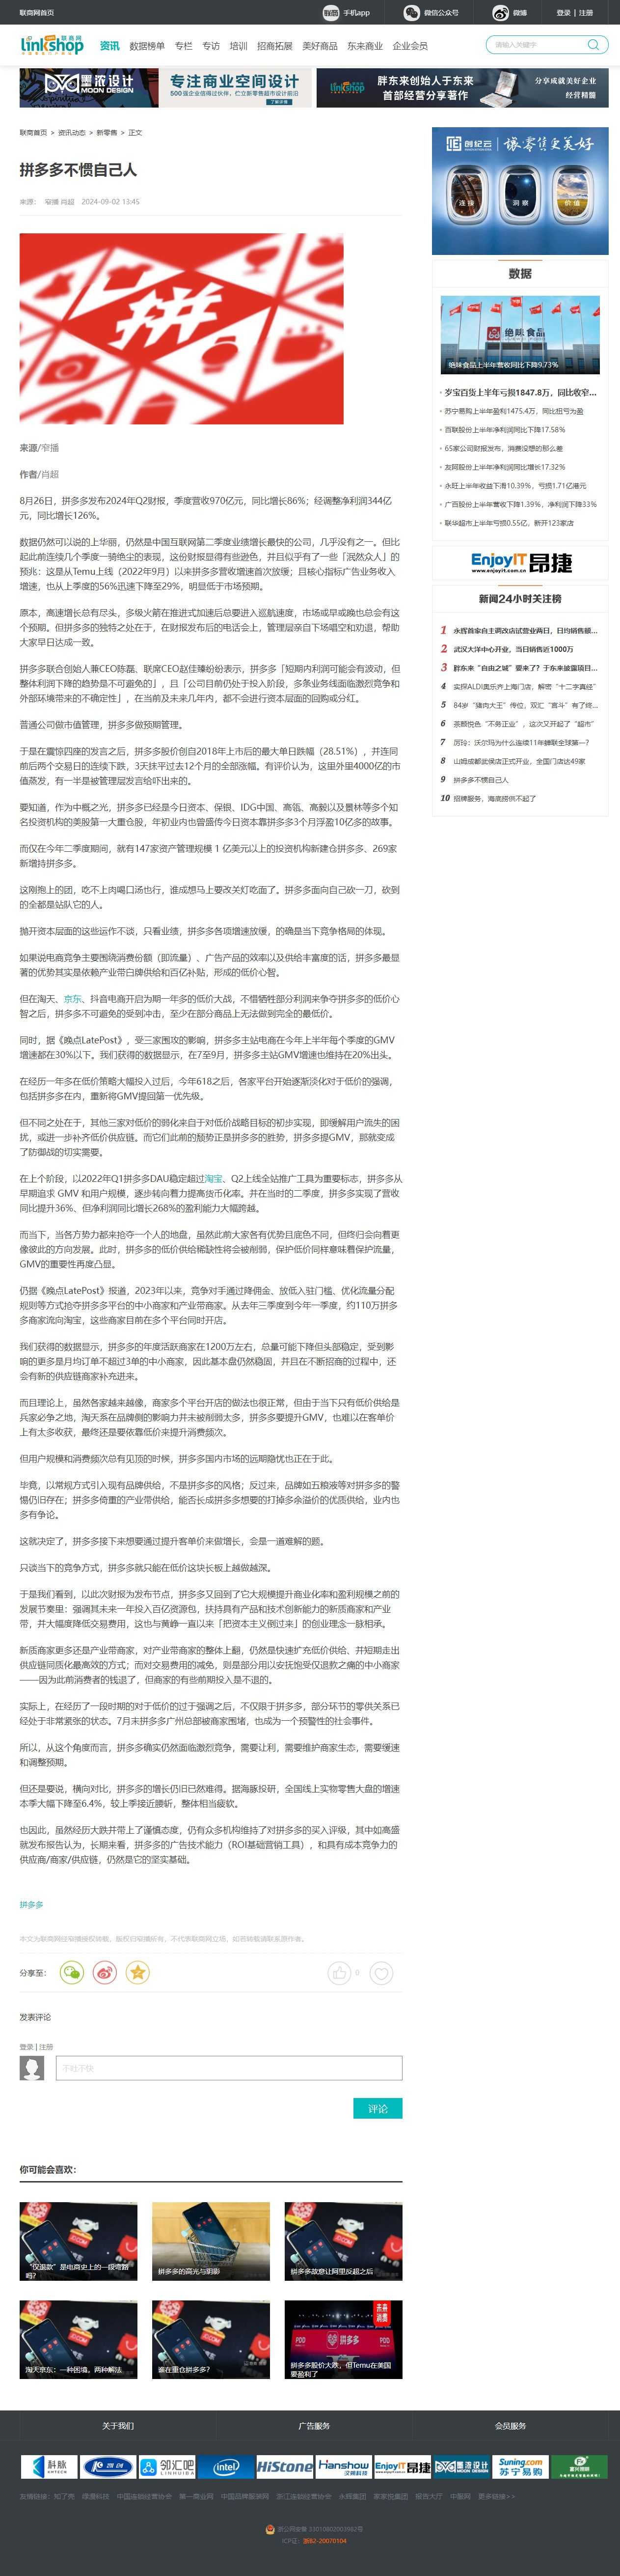 联商网首页
手机app
微信公众号
微博
登录 | 注册
联商网
linkshop
资讯
数据榜单
专栏
专访
培训
招商拓展
美好商品
东来商业
企业会员
请输入关键字
墨泓设计
MOON DESIGN
专注商业空间设计
500强企业值得过伙伴，伫立新零售超市设计前沿
了解详情
linkshop
胖东来创始人于东来
首部经营分享著作
分享成就美好企业
经营精髓
联商首页 > 资讯动态 > 新零售 > 正文
拼多多不惯自己人
来源： 窄播 肖超 2024-09-02 13:45
拼
来源/窄播
作者/肖超
8月26日，拼多多发布2024年Q2财报，季度营收970亿元，同比增长86%；经调整净利润344亿
元，同比增长126%。
数据仍然可以说的上华丽，仍然是中国互联网第二季度业绩增长最快的公司，几乎没有之一。但比
起此前连续几个季度一骑绝尘的表现，这份财报显得有些逊色，并且似乎有了一些「泯然众人」的
预兆：这是从Temu上线（2022年9月）以来拼多多营收增速首次放缓；且核心指标广告业务收入
增速，也从上季度的56%迅速下降至29%，明显低于市场预期。
原本，高速增长总有尽头，多级火箭在推进式加速后总要进入巡航速度，市场或早或晚也总会有这
个预期。但拼多多的独特之处在于，在财报发布后的电话会上，管理层亲自下场唱空和劝退，帮助
大家早日达成一致。
拼多多联合创始人兼CEO陈磊、联席CEO赵佳臻纷纷表示，拼多多「短期内利润可能会有波动，但
整体利润下降的趋势是不可避免的」，且「公司目前仍处于投入阶段，多条业务线面临激烈竞争和
外部环境带来的不确定性」，在当前及未来几年内，都不会进行资本层面的回购或分红。
普通公司做市值管理，拼多多做预期管理。
于是在震惊四座的发言之后，拼多多股价创自2018年上市后的最大单日跌幅（28.51%），并连同
前后两个交易日的连续下跌，3天抹平过去12个月的全部涨幅。有评价认为，这里外里4000亿的市
值蒸发，有一半是被管理层发言给吓出来的。
要知道，作为中概之光，拼多多已经是今日资本、保银、IDG中国、高瓴、高毅以及景林等多个知
名投资机构的美股第一大重仓股，年初业内也曾盛传今日资本靠拼多多3个月浮盈10亿多的故事。
而仅在今年二季度期间，就有147家资产管理规模 1 亿美元以上的投资机构新建仓拼多多、269家
新增持拼多多。
这刚抱上的团，吃不上肉喝口汤也行，谁成想马上要改关灯吃面了。拼多多面向自己砍一刀，砍到
的全都是站队它的人。
抛开资本层面的这些运作不谈，只看业绩，拼多多各项增速放缓，的确是当下竞争格局的体现。
如果说电商竞争主要围绕消费份额（即流量）、广告产品的效率以及供给丰富度的话，拼多多最显
著的优势其实是依赖产业带白牌供给和百亿补贴，形成的低价心智。
但在淘天、京东、抖音电商开启为期一年多的低价大战，不惜牺牲部分利润来争夺拼多多的低价心
智之后，拼多多不可避免的受到冲击，至少在部分商品上无法做到完全的最低价。
同时，据《晚点LatePost》，受三家围攻的影响，拼多多主站电商在今年上半年每个季度的GMV
增速都在30%以下。我们获得的数据显示，在7至9月，拼多多主站GMV增速也维持在20%出头。
在经历一年多在低价策略大幅投入过后，今年618之后，各家平台开始逐渐淡化对于低价的强调，
包括拼多多在内，重新将GMV提回第一优先级。
但不同之处在于，其他三家对低价的弱化来自于对低价战略目标的初步实现，即缓解用户流失的困
扰，或进一步补齐低价供应链。而它们此前的颓势正是拼多多的胜势，拼多多提GMV，那就变成
了防御战的切实需要。
在上个阶段，以2022年Q1拼多多DAU稳定超过淘宝、Q2上线全站推广工具为重要标志，拼多多从
早期追求 GMV 和用户规模，逐步转向着力提高货币化率。并在当时的二季度，拼多多实现了营收
同比提升36%、但净利润同比增长268%的盈利能力大幅跨越。
而当下，当各方势力都来抢夺一个人的地盘，虽然此前大家各有优势且底色不同，但终归会向着更
像彼此的方向发展。此时，拼多多的低价供给稀缺性将会被削弱，保护低价同样意味着保护流量，
GMV的重要性再度凸显。
仍据《晚点LatePost》报道，2023年以来，竞争对手通过降佣金、放低入驻门槛、优化流量分配
规则等方式抢夺拼多多平台的中小商家和产业带商家。从去年三季度到今年一季度，约110万拼多
多商家流向淘宝，这些商家目前在多个平台同时开店。
我们获得的数据显示，拼多多的年度活跃商家在1200万左右，总量可能下降但头部稳定，受到影
响的更多是月均订单不超过3单的中小商家，因此基本盘仍然稳固，并且在不断招商的过程中，还
会有新的供应链商家补充进来。
而且理论上，虽然各家越来越像，商家多个平台开店的做法也很正常，但由于当下只有低价供给是
兵家必争之地，淘天系在品牌侧的影响力并未被削弱太多，拼多多要提升GMV，也难以在客单价
上有太多收获，最终还是要依靠低价来提升消费频次。
但用户规模和消费频次总有见顶的时候，拼多多国内市场的远期隐忧也正在于此。
毕竟，以常规方式引入现有品牌供给，不是拼多多的风格；反过来，品牌如五粮液等对拼多多的警
惕仍旧存在；拼多多倚重的产业带供给，能否长成拼多多想要的打掉多余溢价的优质供给，业内也
多有争论。
这就决定了，拼多多接下来想要通过提升客单价来做增长，会是一道难解的题。
只谈当下的竞争方式，拼多多就只能在低价这块长板上越做越深。
于是我们看到，以此次财报为发布节点，拼多多又回到了它大规模提升商业化率和盈利规模之前的
发展节奏里：强调其未来一年投入百亿资源包，扶持具有产品和技术创新能力的新质商家和产业
带，并大幅度降低交易费用，这也与黄峥一直以来「把资本主义倒过来」的创业理念一脉相承。
新质商家更多还是产业带商家，对产业带商家的整体上翻，仍然是快速扩充低价供给、并短期走出
供应链同质化最高效的方式；而对交易费用的减免，则是部分用以安抚饱受仅退款之痛的中小商家
——因为此前消费者的钱退了，但商家的有些前期投入是不退的。
实际上，在经历了一段时期的对于低价的过于强调之后，不仅限于拼多多，部分环节的零供关系已
经处于非常紧张的状态。7月末拼多多广州总部被商家围堵，也成为一个预警性的社会事件。
所以，从这个角度而言，拼多多确实仍然面临激烈竞争，需要让利，需要维护商家生态，需要缓速
和调整预期。
但还是要说，横向对比，拼多多的增长仍旧已然难得。据海豚投研，全国线上实物零售大盘的增速
本季大幅下降至6.4%，较上季接近腰斩，整体相当疲软。
也因此，虽然经历大跌并带上了谨慎态度，仍有众多机构维持了对拼多多的买入评级，其中如高盛
就发布报告认为，长期来看，拼多多的广告技术能力（ROI基础营销工具），和具有成本竞争力的
供应商/商家/供应链，仍然是它的坚实基础。
拼多多
本文为联商网经窄播授权转载，版权归窄播所有，不代表联商网立场，如若转载请联系原作者。
分享至：
0
发表评论
登录 | 注册
不吐不快
评论
你可能会喜欢：
“仅退款”是电商史上的一段弯路
吗？
拼多多的高光与阴影
拼多多故意让阿里反超之后
淘天京东：一种困境，两种解法
谁在重仓拼多多？
拼多多股价大跌，但Temu在美国
要盈利了
创纪云
让零售更美好
连接
洞察
价值
数据
绝味食品
绝味食品上半年营收同比下降9.73%
岁宝百货上半年亏损1847.8万，同比收窄...
苏宁易购上半年盈利1475.4万，同比扭亏为盈
百联股份上半年净利润同比下降17.58%
65家公司财报发布，消费没想的那么差
友阿股份上半年净利润同比增长17.32%
永旺上半年收益下滑10.39%，亏损1.71亿港元
广百股份上半年营收下降1.39%，净利润下降33%
联华超市上半年亏损0.55亿，新开123家店
EnjoyIT 昂捷
www.enjoyit.com.cn
新闻24小时关注榜
1 永辉首家自主调改店试营业两日，日均销售额...
2 武汉大洋中心开业，当日销售近1000万
3 胖东来“自由之城”要来了？于东来披露项目...
4 实探ALDI奥乐齐上海门店，解密“十二字真经”
5 84岁“猪肉大王”传位，双汇“宫斗”有了终...
6 茶颜悦色“不务正业”，这次又开起了“超市”
7 厉玲：沃尔玛为什么连续11年蝉联全球第一？
8 山姆成都武侯店正式开业，全国门店达49家
9 拼多多不惯自己人
10 招牌服务，海底捞供不起了
关于我们
广告服务
会员服务
科脉
凯创
邻汇吧
LINHUIBA
intel
HiStone
Hanshow
汉朔科技
EnjoyIT 昂捷
墨泓设计
MOON DESIGN
Suning.com
苏宁易购
富兴照明
友情链接：
知了壳
绿盟科技
中国连锁经营协会
第一商业网
中国品牌服装网
浙江连锁经营协会
永辉集团
家家悦集团
报告大厅
中服网
更多链接>>
浙公网安备 33010802003982号
ICP证：浙B2-20070104